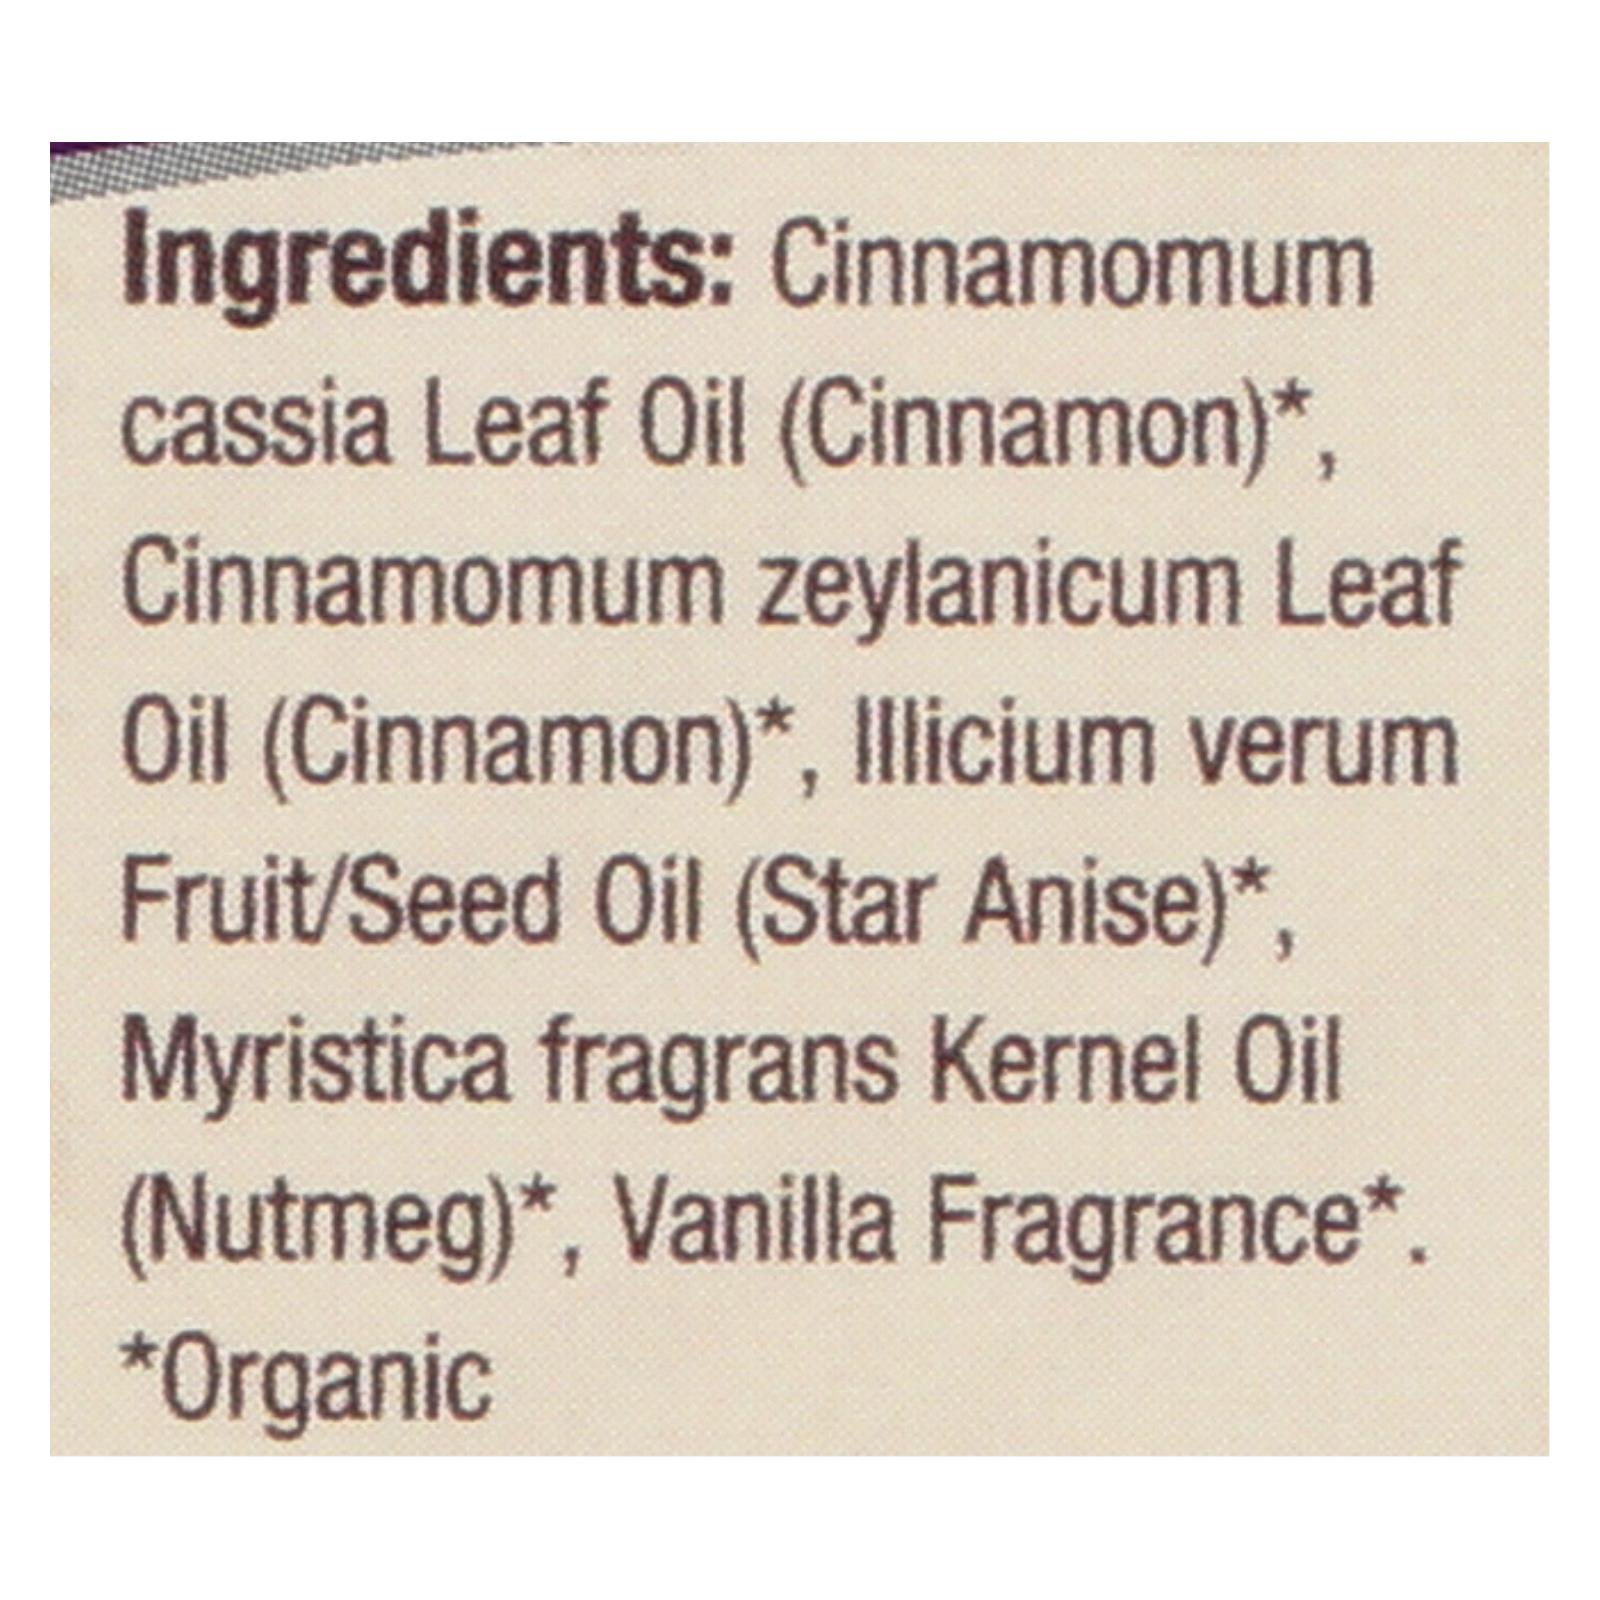 Ingredients: Cinnamomum
cassia Leaf Oil (Cinnamon)*,
Cinnamomum zeylanicum Leaf
Oil (Cinnamon)*, Illicium verum
Fruit/Seed Oil (Star Anise)*,
Myristica fragrans Kernel Oil
(Nutmeg)*, Vanilla Fragrance*.
*Organic